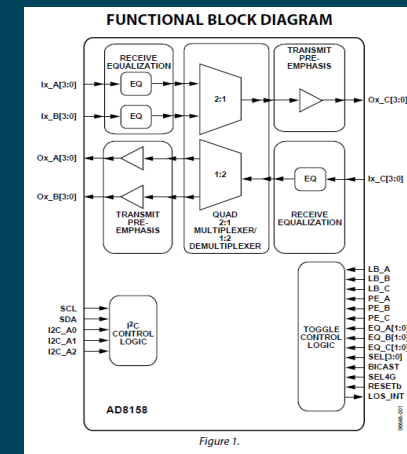 FUNCTIONAL BLOCK DIAGRAM
RECEIVE
EQUALIZATION
TRANSMIT
PRE-
EMPHASIS
Ix_A[3:0]
EQ
2:1
Ox_C[3:0]
Ix_B[3:0]
EQ
Ox_A[3:0]
1:2
EQ
Ix_C[3:0]
Ox_B[3:0]
TRANSMIT
PRE-
EMPHASIS
QUAD
2:1
MULTIPLEXER/
1:2
DEMULTIPLEXER
RECEIVE
EQUALIZATION
SCL
SDA
I2C_A0
I2C_A1
I2C_A2
I²C
CONTROL
LOGIC
TOGGLE
CONTROL
LOGIC
LB_A
LB_B
LB_C
PE_A
PE_B
PE_C
EQ_A[1:0]
EQ_B[1:0]
EQ_C[1:0]
SEL[3:0]
BICAST
SEL4G
RESETb
LOS_INT
AD8158
06646-001
Figure 1.